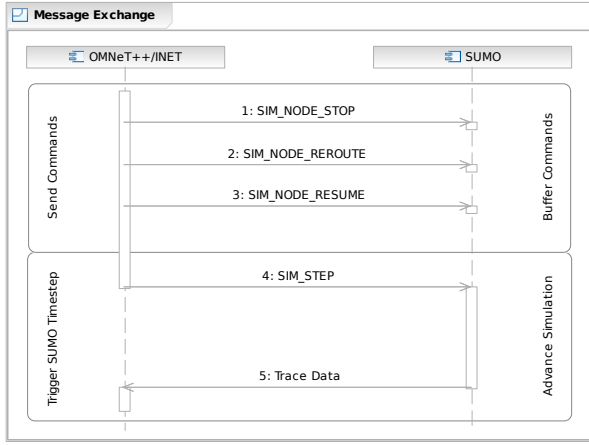 Message Exchange
OMNeT++/INET
SUMO
Send Commands
1: SIM_NODE_STOP
2: SIM_NODE_REROUTE
3: SIM_NODE_RESUME
Buffer Commands
Trigger SUMO Timestep
4: SIM_STEP
5: Trace Data
Advance Simulation